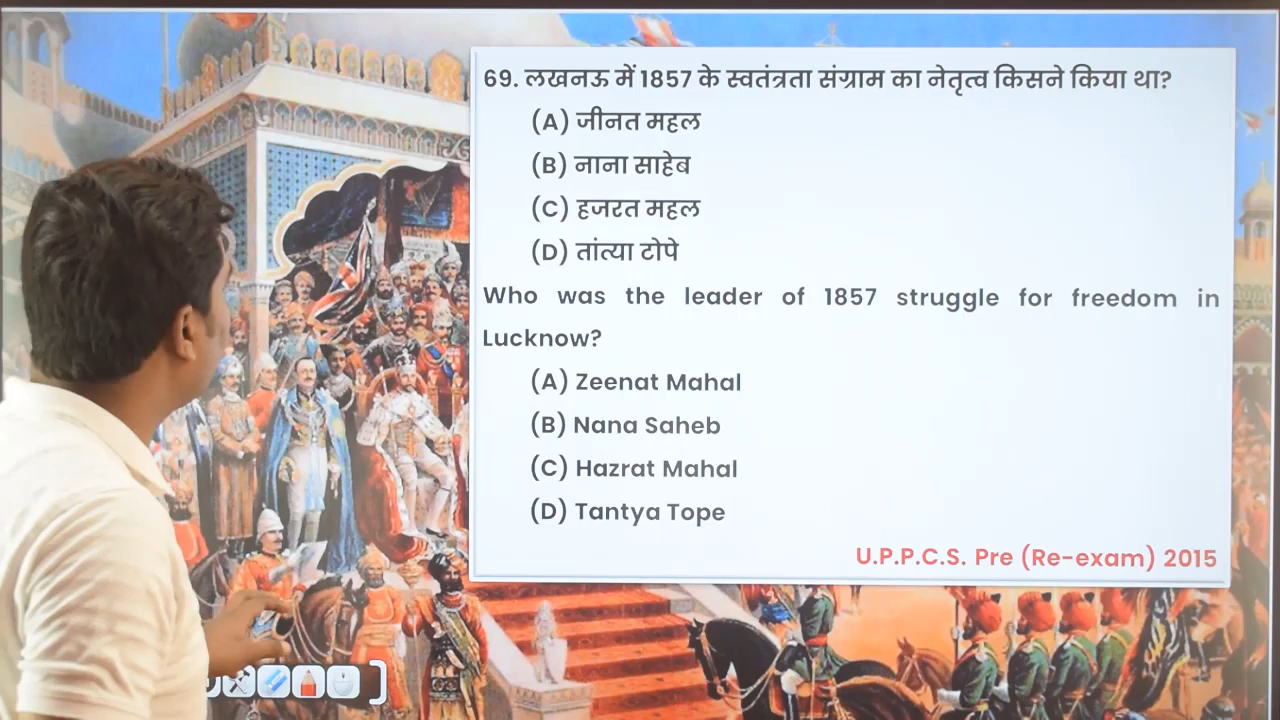 69. लखनऊ में 1857 के स्वतंत्रता संग्राम का नेतृत्व किसने किया था?
(A) जीनत महल
(B) नाना साहेब
(C) हजरत महल
(D) तांत्या टोपे
Who was the leader of 1857 struggle for freedom in
Lucknow?
(A) Zeenat Mahal
(B) Nana Saheb
(C) Hazrat Mahal
(D) Tantya Tope
U.P.P.C.S. Pre (Re-exam) 2015